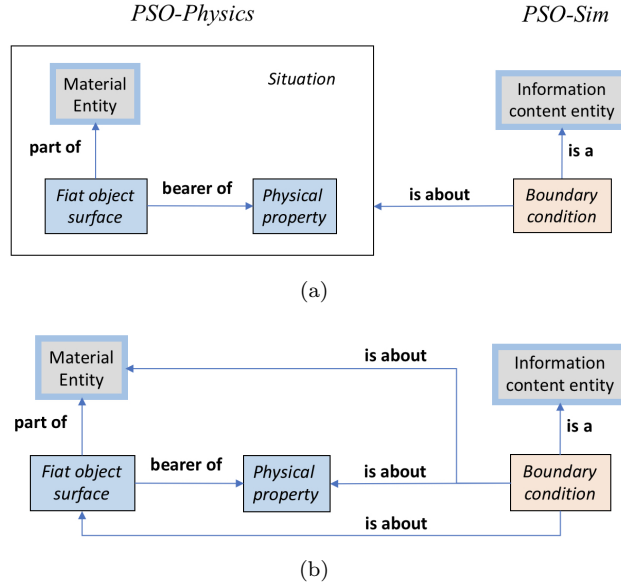 PSO-Physics
PSO-Sim
Situation
Material
Entity
Information
content entity
part of
is a
Fiat object
surface
bearer of
Physical
property
is about
Boundary
condition
(a)
Material
Entity
is about
Information
content entity
part of
is a
Fiat object
surface
bearer of
Physical
property
is about
Boundary
condition
is about
(b)